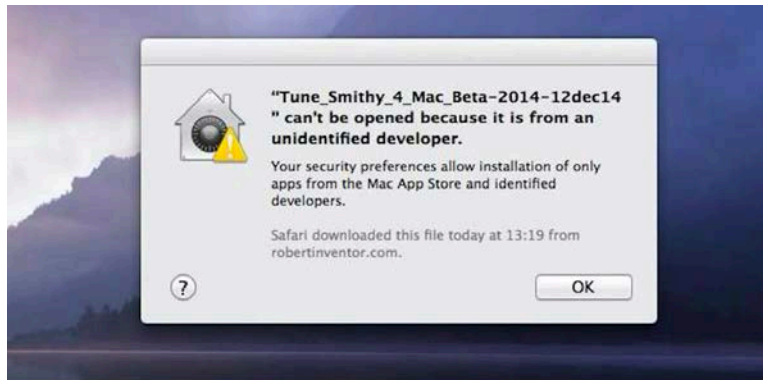 “Tune_Smithy_4_Mac_Beta-2014-12dec14
” can't be opened because it is from an
unidentified developer.
Your security preferences allow installation of only
apps from the Mac App Store and identified
developers.
Safari downloaded this file today at 13:19 from
robertinventor.com.
?
OK